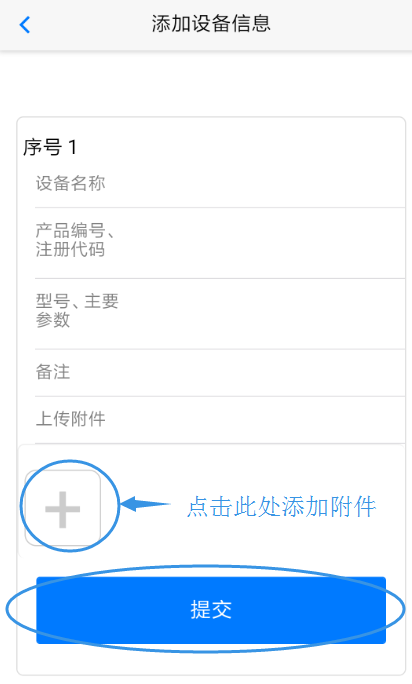 添加设备信息
序号 1
设备名称
产品编号、
注册代码
型号、主要
参数
备注
上传附件
点击此处添加附件
提交